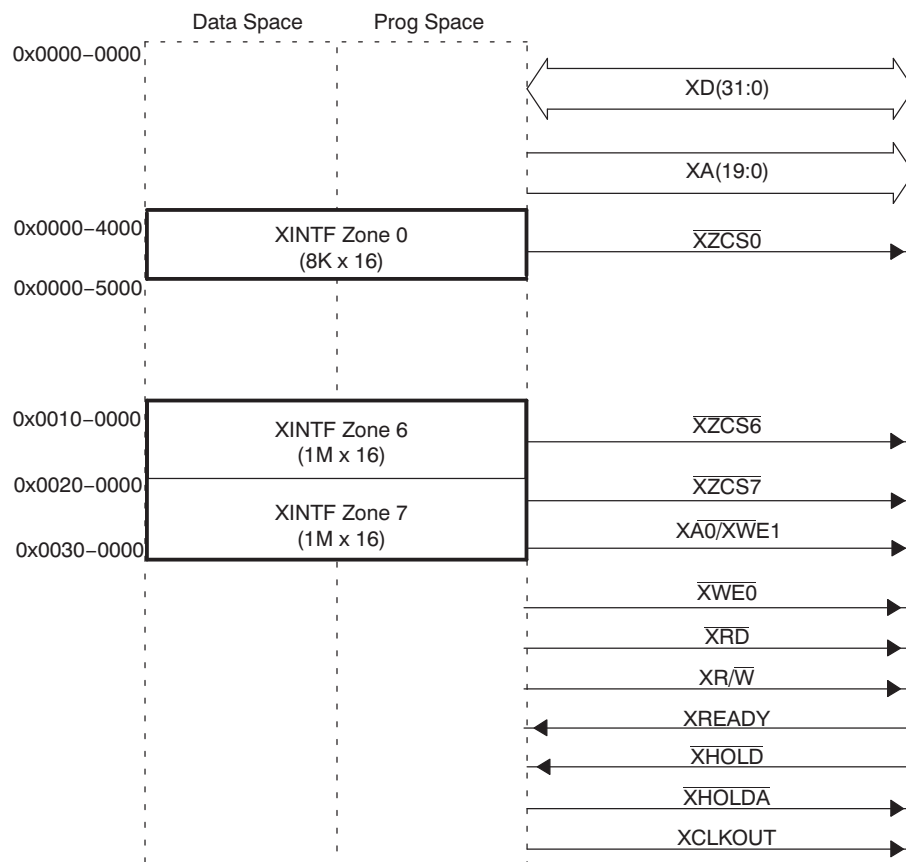 Data Space Prog Space
0x0000–0000
XD(31:0)
XA(19:0)
0x0000–4000
XINTF Zone 0
(8K x 16)
XZCS0
0x0000–5000
0x0010–0000
XINTF Zone 6
(1M x 16)
XZCS6
0x0020–0000
XZCS7
XINTF Zone 7
(1M x 16)
XA0/XWE1
0x0030–0000
XWE0
XRD
XR/W
XREADY
XHOLD
XHOLDA
XCLKOUT